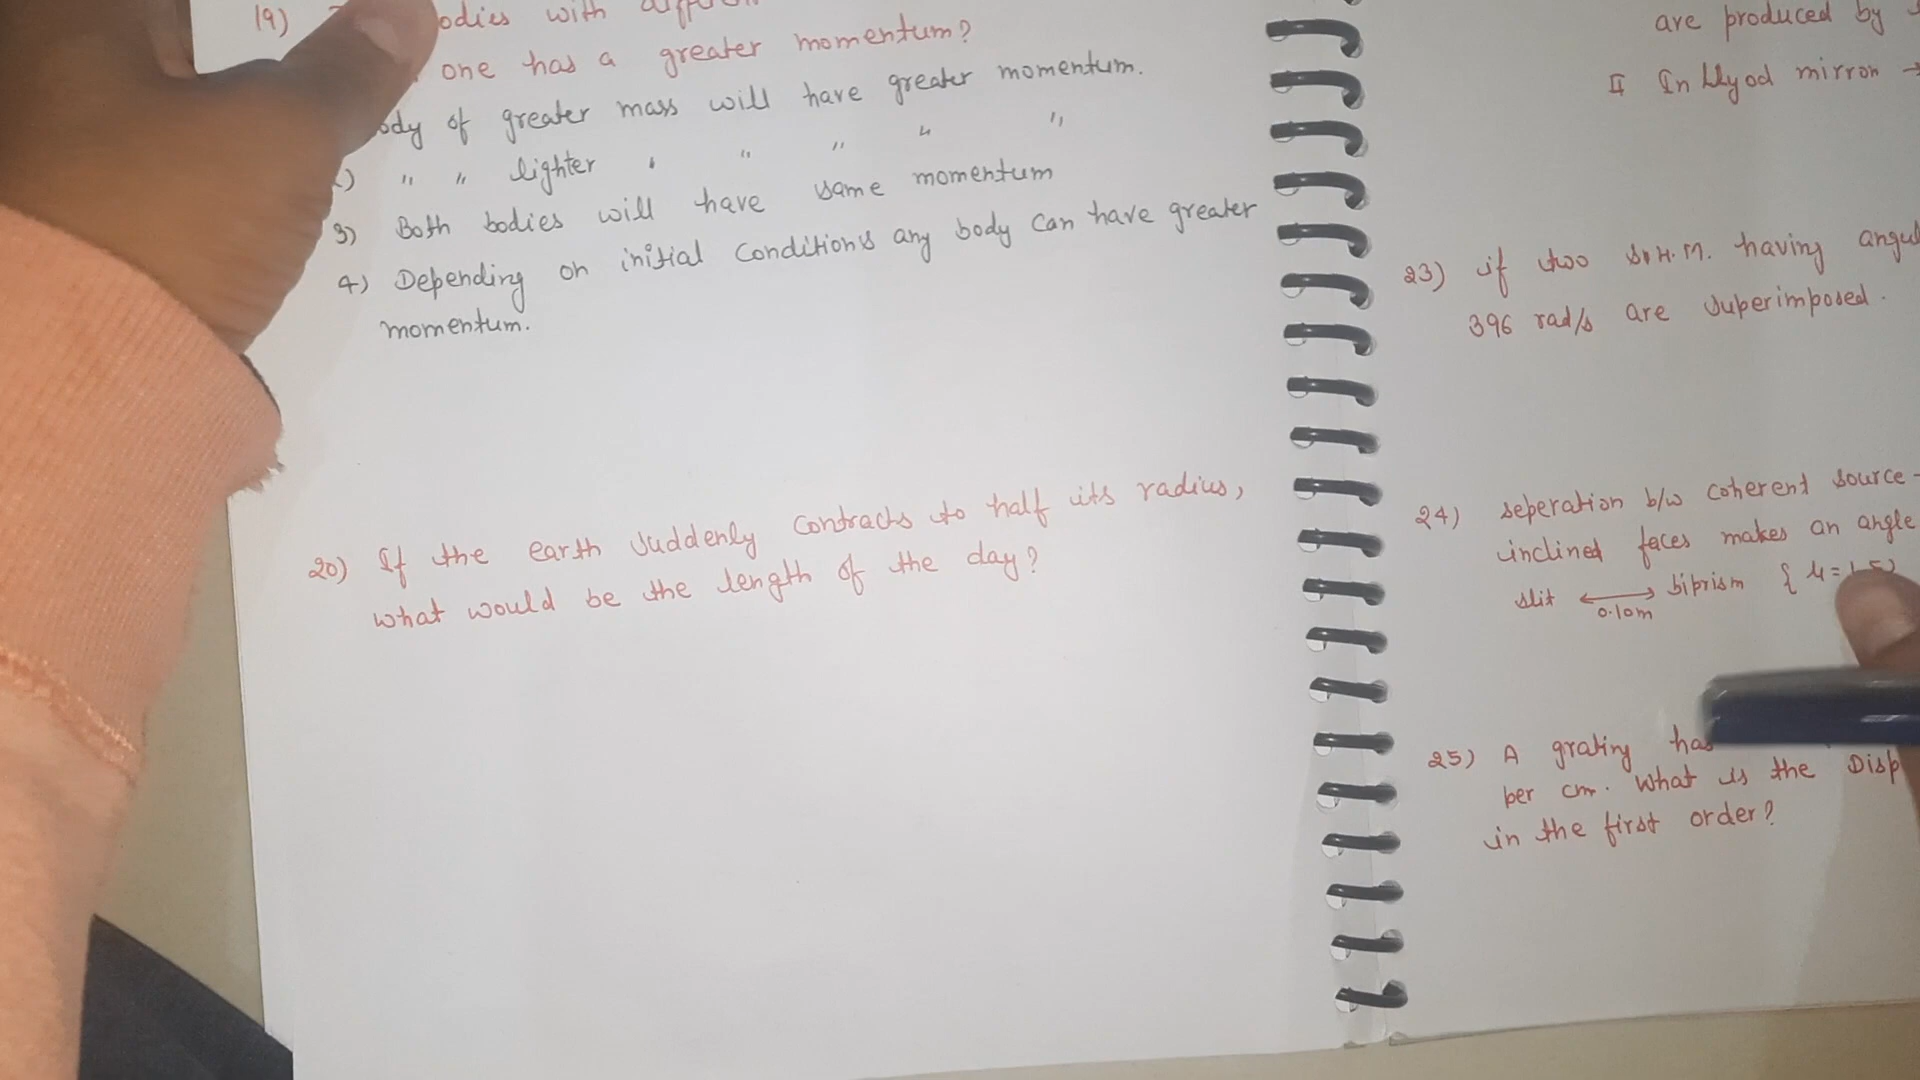 19) odies with
one has a greater momentum?
ody of greater mass will have greater momentum.
) " " lighter " " " " "
3) Both bodies will have same momentum
4) Depending on initial conditions any body can have greater
momentum.
20) If the earth suddenly contracts to half its radius,
what would be the length of the day?
are produced by
II In Llyod mirror →
23) if two S.H.M. having angul
396 rad/s are superimposed.
24) seperation b/w coherent source -
inclined faces makes an angle
slit ⟷ biprism { μ=1.5
0.10m
25) A grating has
per cm. What is the Disp
in the first order?